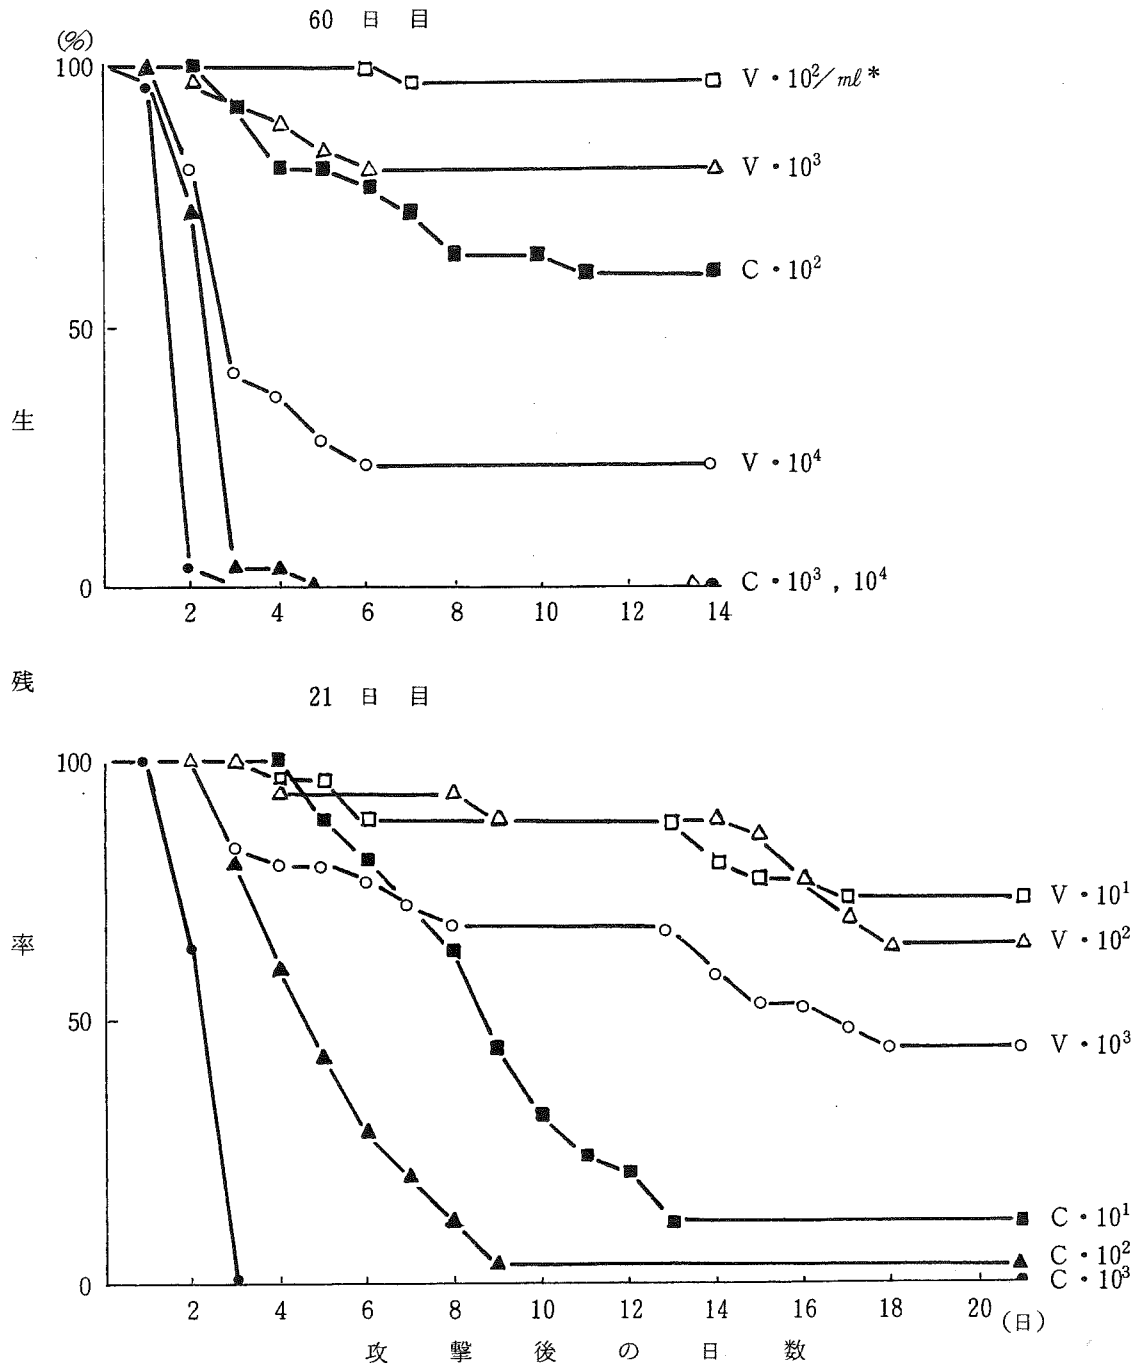 60 日 目
(%)
100
50
0
V・10²/ml*
V・10³
C・10²
V・10⁴
C・10³, 10⁴
2 4 6 8 10 12 14
生
残
率
21 日 目
100
50
0
V・10¹
V・10²
V・10³
C・10¹
C・10²
C・10³
2 4 6 8 10 12 14 16 18 20 (日)
攻 撃 後 の 日 数